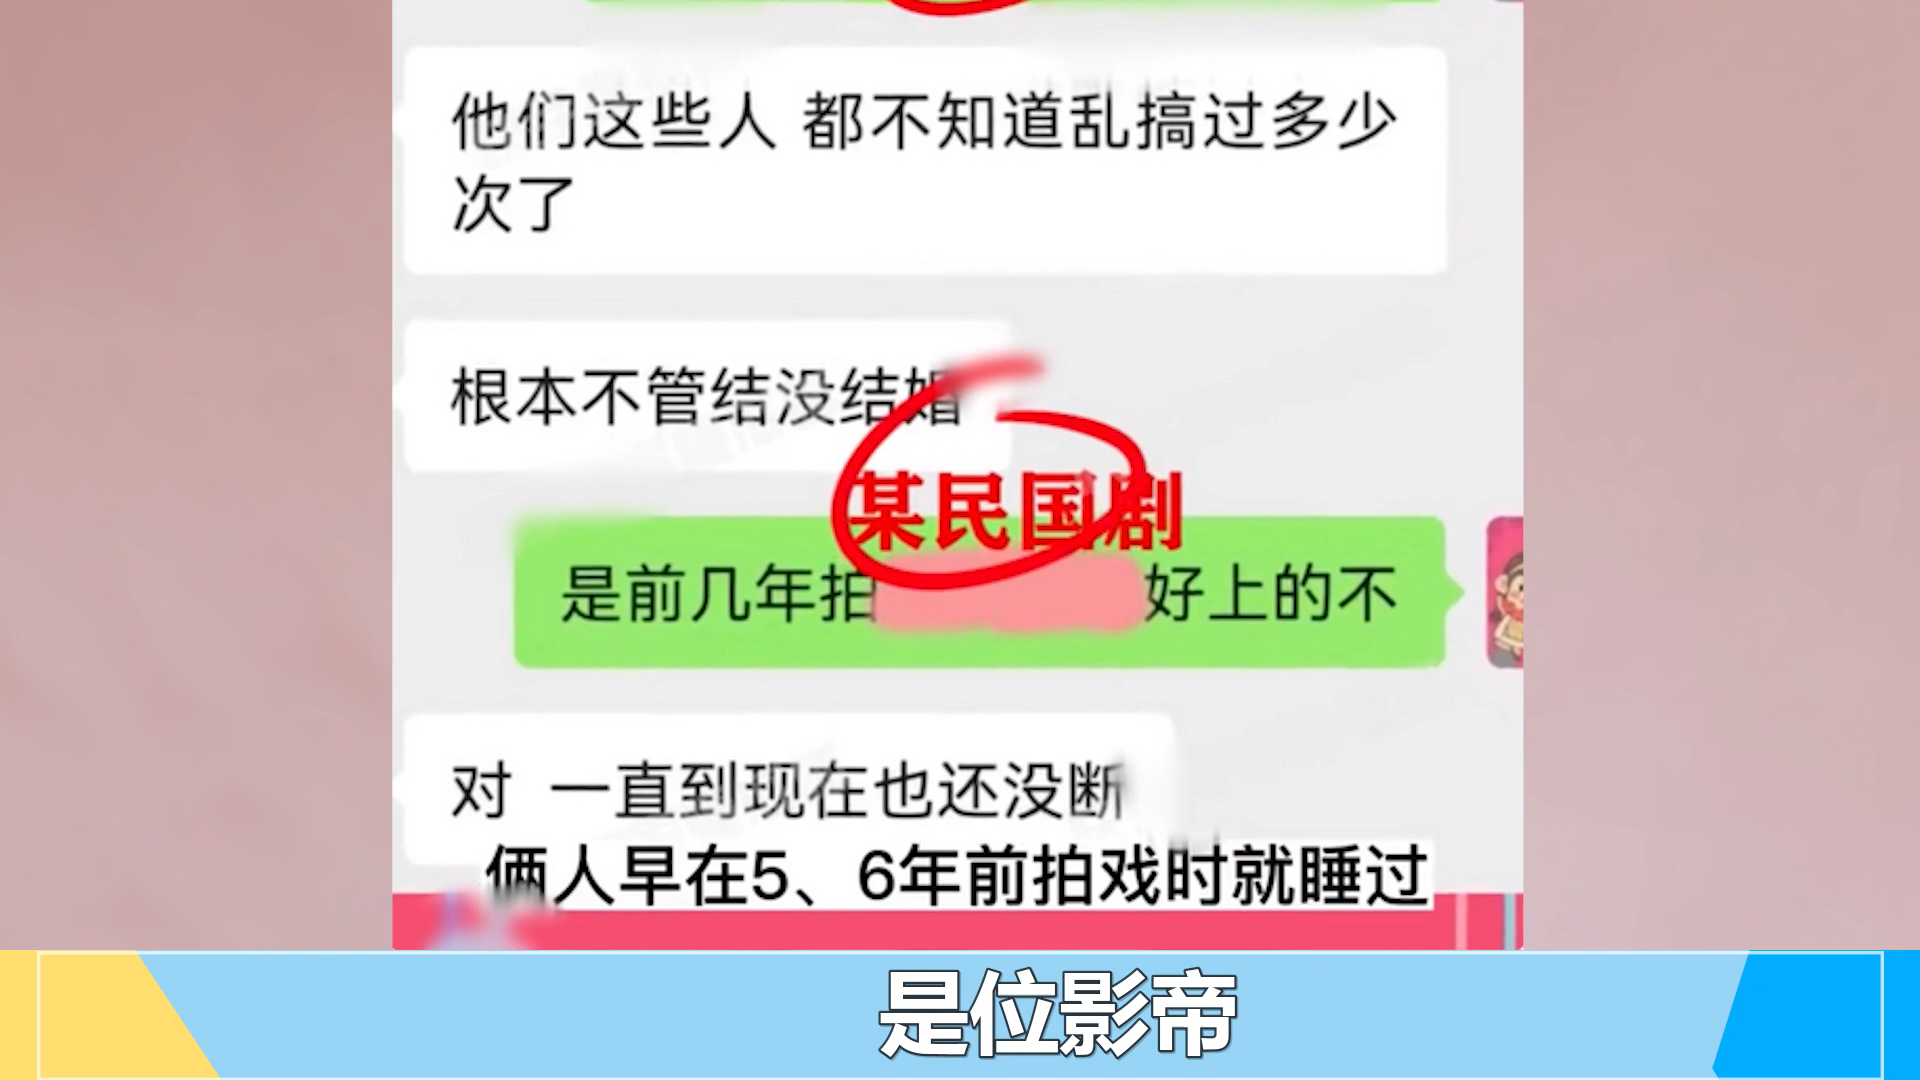 他们这些人 都不知道乱搞过多少
次了
根本不管结没结婚
某民国剧
是前几年拍 好上的不
对 一直到现在也还没断
俩人早在5、6年前拍戏时就睡过
是位影帝